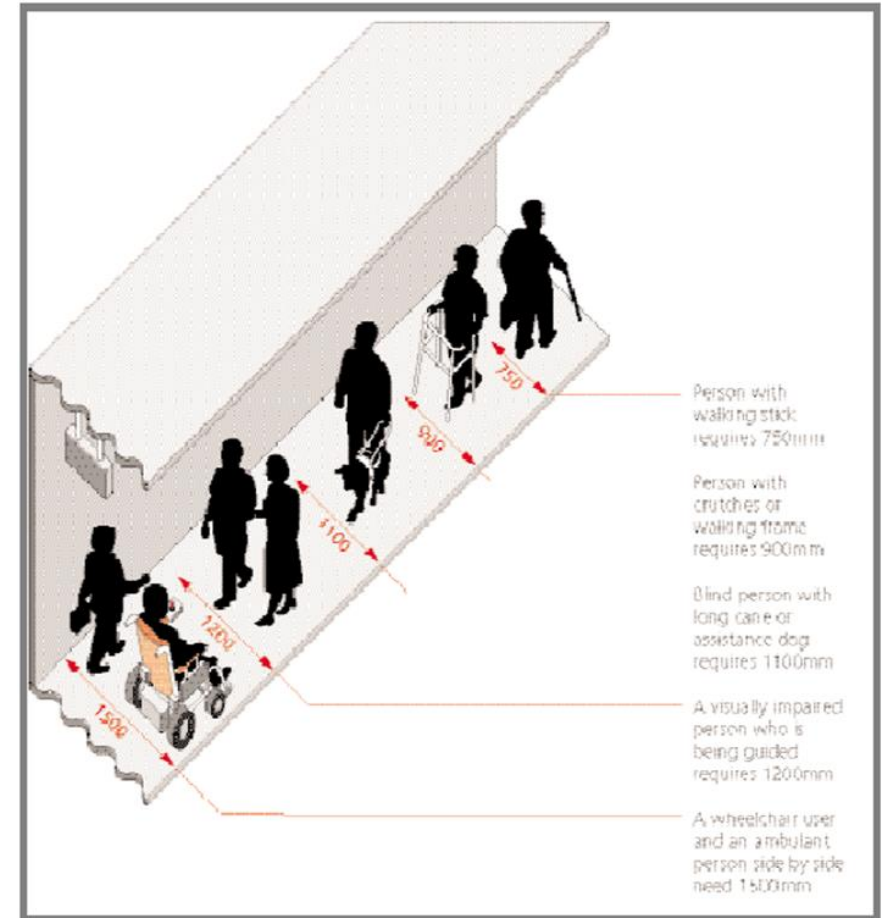 750
900
1100
1200
1500
Person with
walking stick
requires 750mm
Person with
crutches or
walking frame
requires 900mm
Blind person with
long cane or
assistance dog
requires 1100mm
A visually impaired
person who is
being guided
requires 1200mm
A wheelchair user
and an ambulant
person side by side
need 1500mm